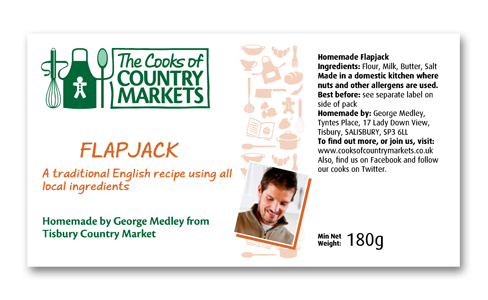 The Cooks of
COUNTRY
MARKETS
FLAPJACK
A traditional English recipe using all
local ingredients
Homemade by George Medley from
Tisbury Country Market
Homemade Flapjack
Ingredients: Flour, Milk, Butter, Salt
Made in a domestic kitchen where
nuts and other allergens are used.
Best before: see separate label on
side of pack
Homemade by: George Medley,
Tyntes Place, 17 Lady Down View,
Tisbury, SALISBURY, SP3 6LL
To find out more, or join us, visit:
www.cooksofcountrymarkets.co.uk
Also, find us on Facebook and follow
our cooks on Twitter.
Min Net
Weight: 180g